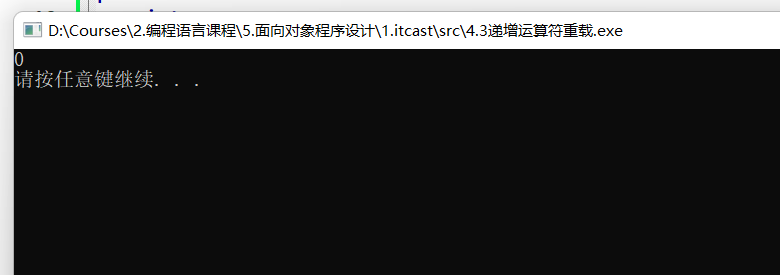 D:\Courses\2.编程语言课程\5.面向对象程序设计\1.itcast\src\4.3递增运算符重载.exe
0
请按任意键继续. . .